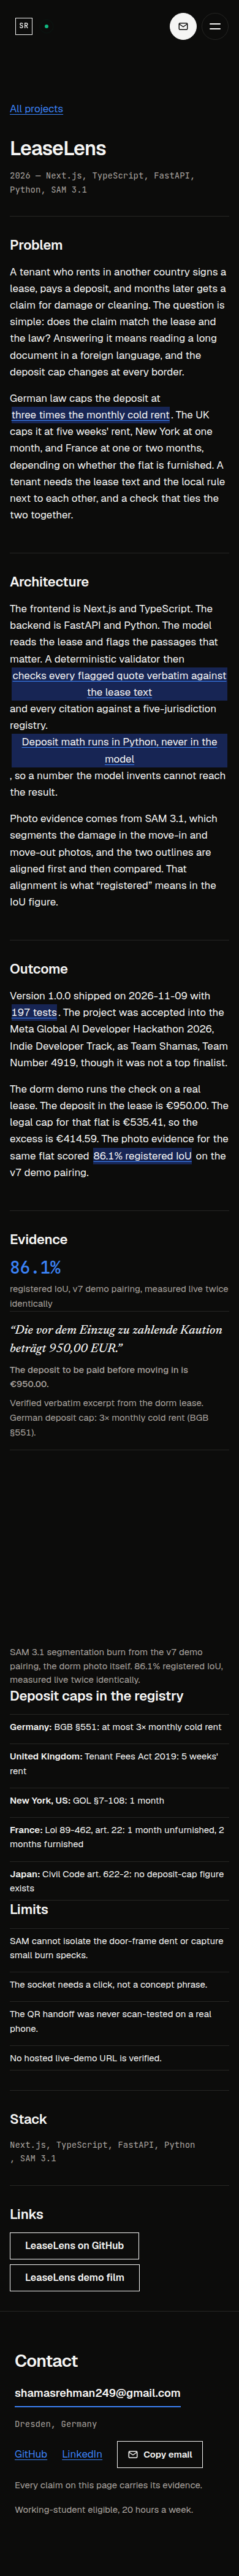 SR
All projects
LeaseLens
2026 — Next.js, TypeScript, FastAPI,
Python, SAM 3.1
Problem
A tenant who rents in another country signs a
lease, pays a deposit, and months later gets a
claim for damage or cleaning. The question is
simple: does the claim match the lease and
the law? Answering it means reading a long
document in a foreign language, and the
deposit cap changes at every border.
German law caps the deposit at
three times the monthly cold rent. The UK
caps it at five weeks' rent, New York at one
month, and France at one or two months,
depending on whether the flat is furnished. A
tenant needs the lease text and the local rule
next to each other, and a check that ties the
two together.
Architecture
The frontend is Next.js and TypeScript. The
backend is FastAPI and Python. The model
reads the lease and flags the passages that
matter. A deterministic validator then
checks every flagged quote verbatim against
the lease text
and every citation against a five-jurisdiction
registry.
Deposit math runs in Python, never in the
model
, so a number the model invents cannot reach
the result.
Photo evidence comes from SAM 3.1, which
segments the damage in the move-in and
move-out photos, and the two outlines are
aligned first and then compared. That
alignment is what “registered” means in the
IoU figure.
Outcome
Version 1.0.0 shipped on 2026-11-09 with
197 tests. The project was accepted into the
Meta Global AI Developer Hackathon 2026,
Indie Developer Track, as Team Shamas, Team
Number 4919, though it was not a top finalist.
The dorm demo runs the check on a real
lease. The deposit in the lease is €950.00. The
legal cap for that flat is €535.41, so the
excess is €414.59. The photo evidence for the
same flat scored 86.1% registered IoU on the
v7 demo pairing.
Evidence
86.1%
registered IoU, v7 demo pairing, measured live twice
identically
“Die vor dem Einzug zu zahlende Kaution
beträgt 950,00 EUR.”
The deposit to be paid before moving in is
€950.00.
Verified verbatim excerpt from the dorm lease.
German deposit cap: 3× monthly cold rent (BGB
§551).
SAM 3.1 segmentation burn from the v7 demo
pairing, the dorm photo itself. 86.1% registered IoU,
measured live twice identically.
Deposit caps in the registry
Germany: BGB §551: at most 3× monthly cold rent
United Kingdom: Tenant Fees Act 2019: 5 weeks'
rent
New York, US: GOL §7-108: 1 month
France: Loi 89-462, art. 22: 1 month unfurnished, 2
months furnished
Japan: Civil Code art. 622-2: no deposit-cap figure
exists
Limits
SAM cannot isolate the door-frame dent or capture
small burn specks.
The socket needs a click, not a concept phrase.
The QR handoff was never scan-tested on a real
phone.
No hosted live-demo URL is verified.
Stack
Next.js, TypeScript, FastAPI, Python
, SAM 3.1
Links
LeaseLens on GitHub
LeaseLens demo film
Contact
shamasrehman249@gmail.com
Dresden, Germany
GitHub LinkedIn Copy email
Every claim on this page carries its evidence.
Working-student eligible, 20 hours a week.